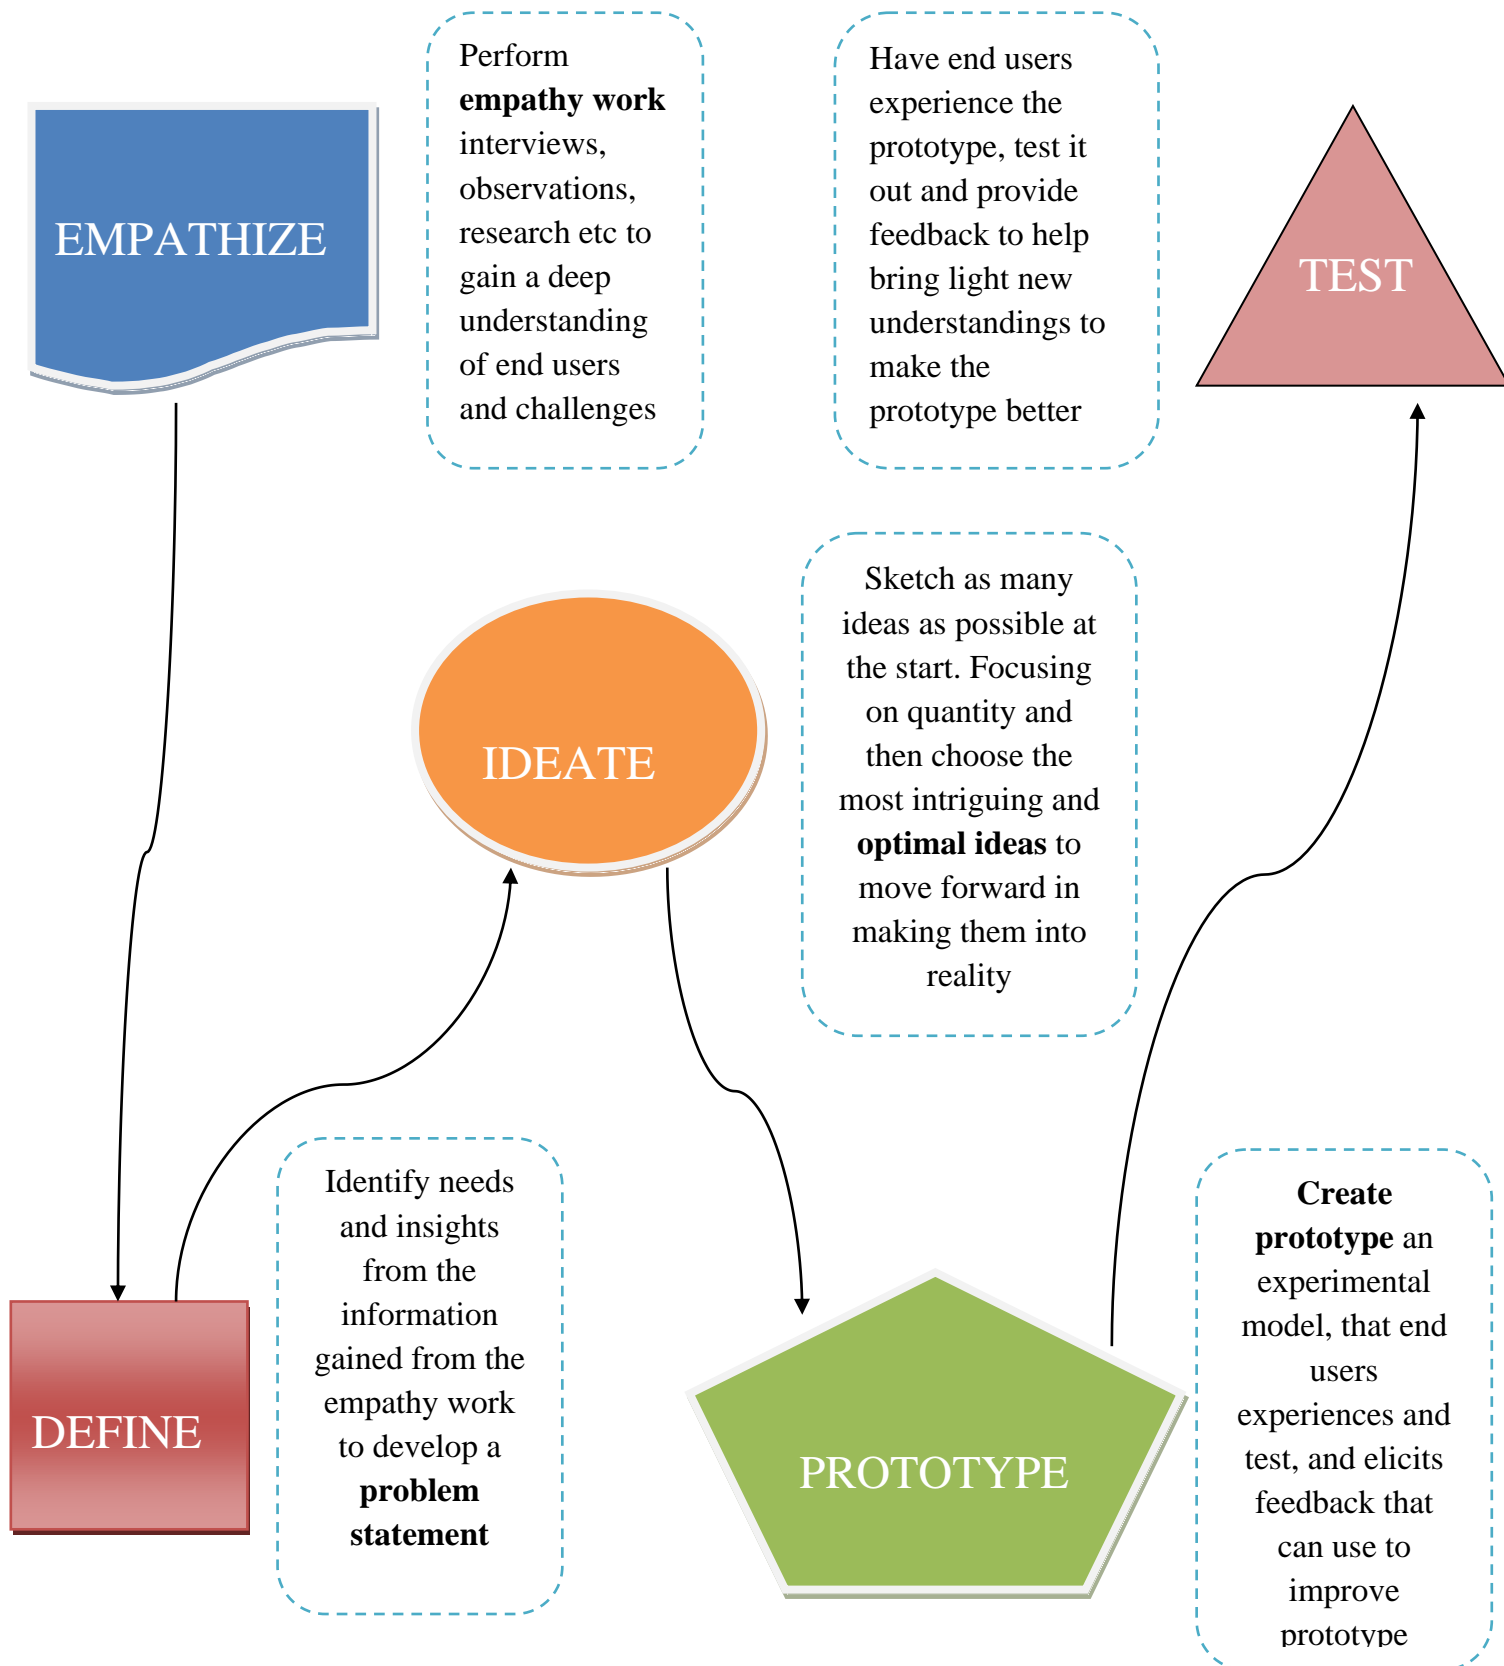 EMPATHIZE
Perform
empathy work
interviews,
observations,
research etc to
gain a deep
understanding
of end users
and challenges
Have end users
experience the
prototype, test it
out and provide
feedback to help
bring light new
understandings to
make the
prototype better
TEST
IDEATE
Sketch as many
ideas as possible at
the start. Focusing
on quantity and
then choose the
most intriguing and
optimal ideas to
move forward in
making them into
reality
DEFINE
Identify needs
and insights
from the
information
gained from the
empathy work
to develop a
problem
statement
PROTOTYPE
Create
prototype an
experimental
model, that end
users
experiences and
test, and elicits
feedback that
can use to
improve
prototype